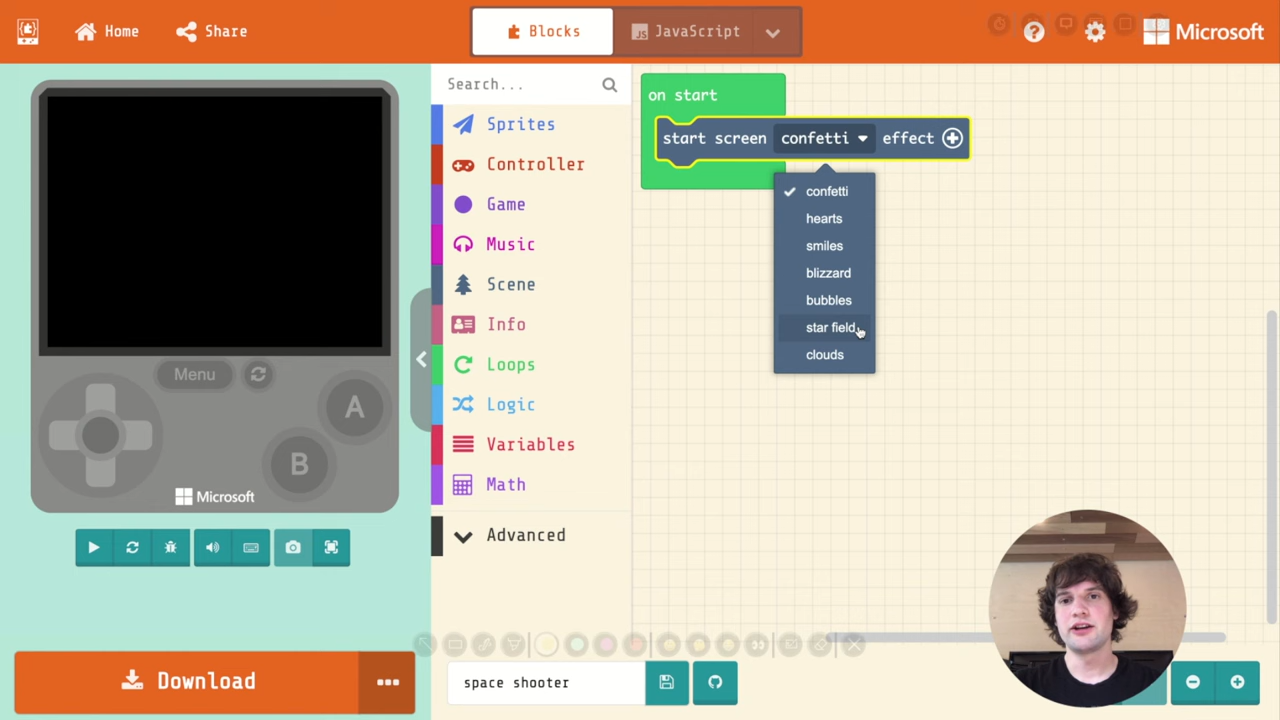 Home
Share
Blocks
JavaScript
?
Microsoft
Search...
Sprites
Controller
Game
Music
Scene
Info
Loops
Logic
Variables
Math
Advanced
on start
start screen confetti effect
confetti
hearts
smiles
blizzard
bubbles
star field
clouds
Menu
A
B
Microsoft
Download
space shooter